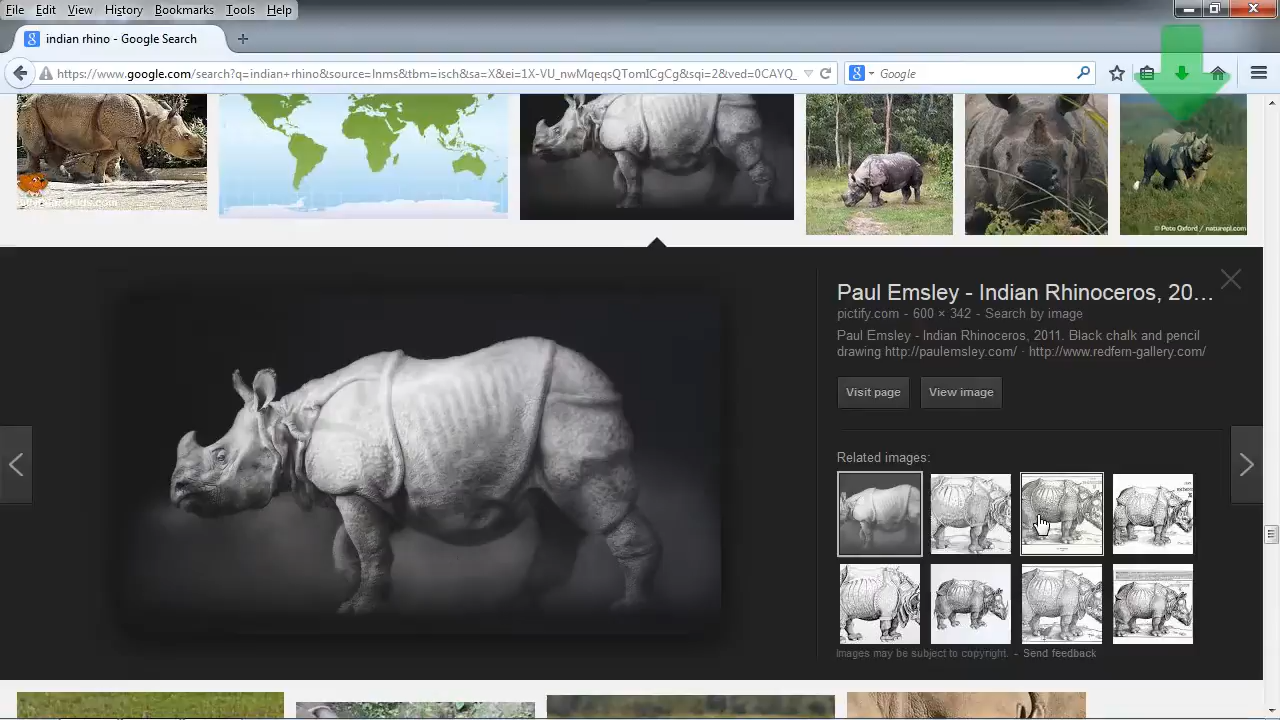 File Edit View History Bookmarks Tools Help
indian rhino - Google Search
https://www.google.com/search?q=indian+rhino&source=lnms&tbm=isch&sa=X&ei=1X-VU_nwMqeqsQTomICgCg&sqi=2&ved=0CAYQ_
Google
© Pete Oxford / naturepl.com
Paul Emsley - Indian Rhinoceros, 20...
pictify.com - 600 × 342 - Search by image
Paul Emsley - Indian Rhinoceros, 2011. Black chalk and pencil
drawing http://paulemsley.com/ · http://www.redfern-gallery.com/
Visit page View image
Related images:
Images may be subject to copyright. - Send feedback